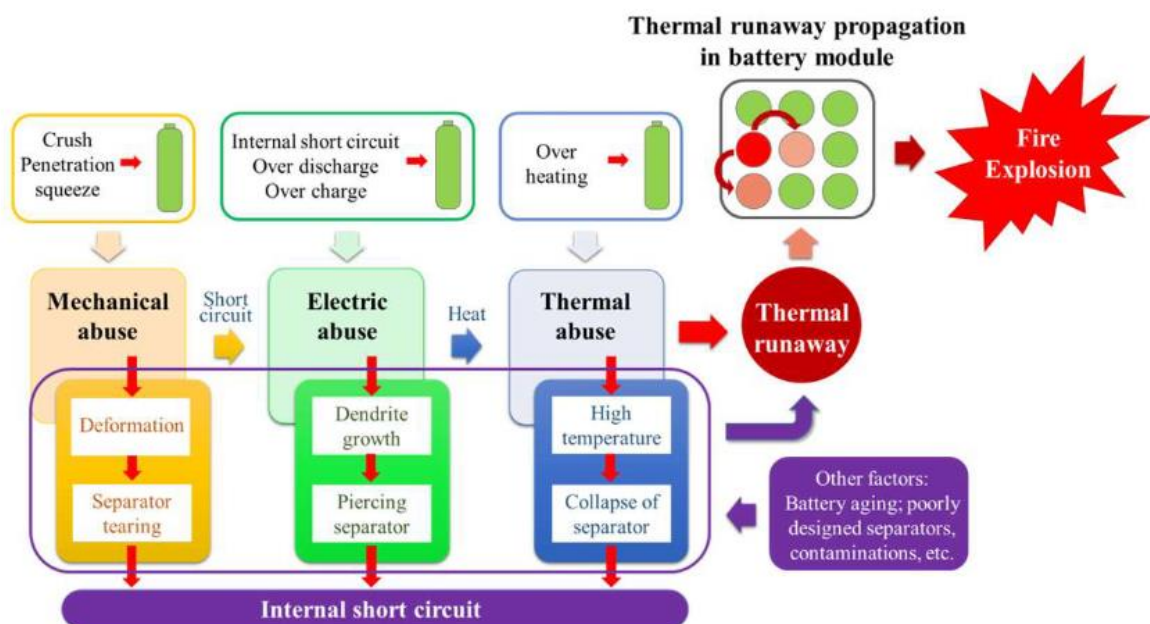 Thermal runaway propagation
in battery module
Crush
Penetration
squeeze
Internal short circuit
Over discharge
Over charge
Over
heating
Fire
Explosion
Mechanical
abuse
Short
circuit
Electric
abuse
Heat
Thermal
abuse
Thermal
runaway
Deformation
Separator
tearing
Dendrite
growth
Piercing
separator
High
temperature
Collapse of
separator
Other factors:
Battery aging; poorly
designed separators,
contaminations, etc.
Internal short circuit